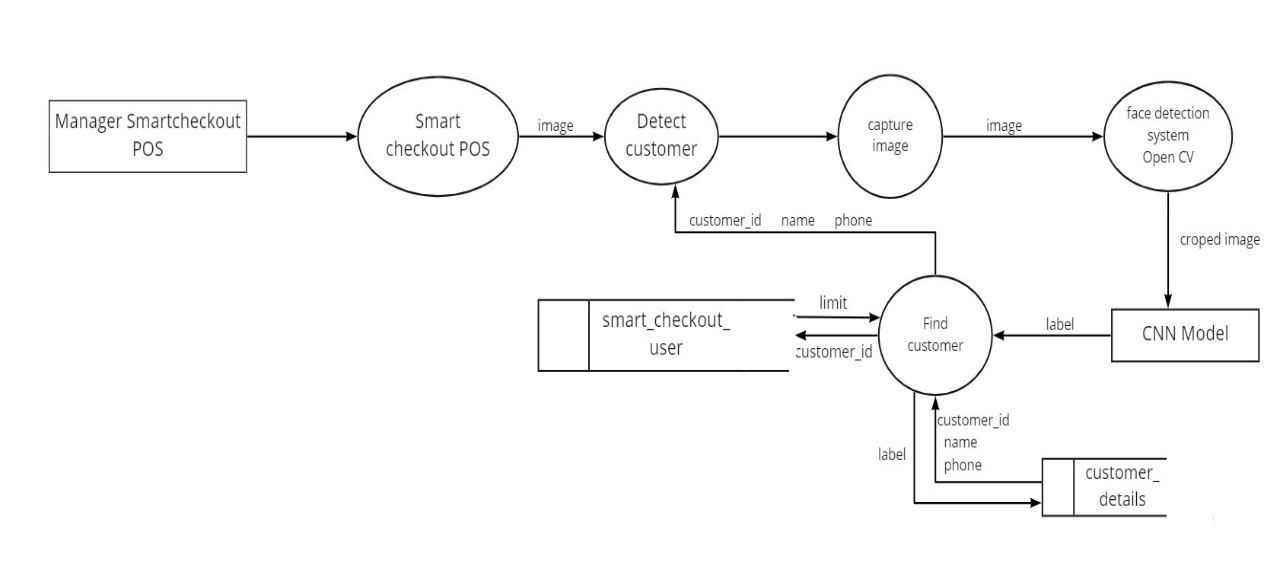 Manager Smartcheckout
POS
Smart
checkout POS
image
Detect
customer
capture
image
image
face detection
system
Open CV
customer_id name phone
croped image
smart_checkout_
user
limit
customer_id
Find
customer
label
CNN Model
label
customer_id
name
phone
customer_
details